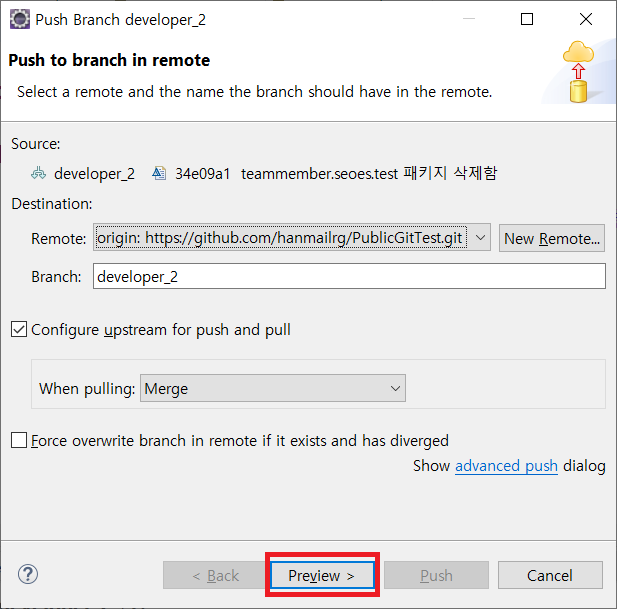 Push Branch developer_2
Push to branch in remote
Select a remote and the name the branch should have in the remote.
Source:
developer_2 34e09a1 teammember.seoes.test 패키지 삭제함
Destination:
Remote: origin: https://github.com/hanmailrg/PublicGitTest.git New Remote...
Branch: developer_2
Configure upstream for push and pull
When pulling: Merge
Force overwrite branch in remote if it exists and has diverged
Show advanced push dialog
< Back Preview > Push Cancel